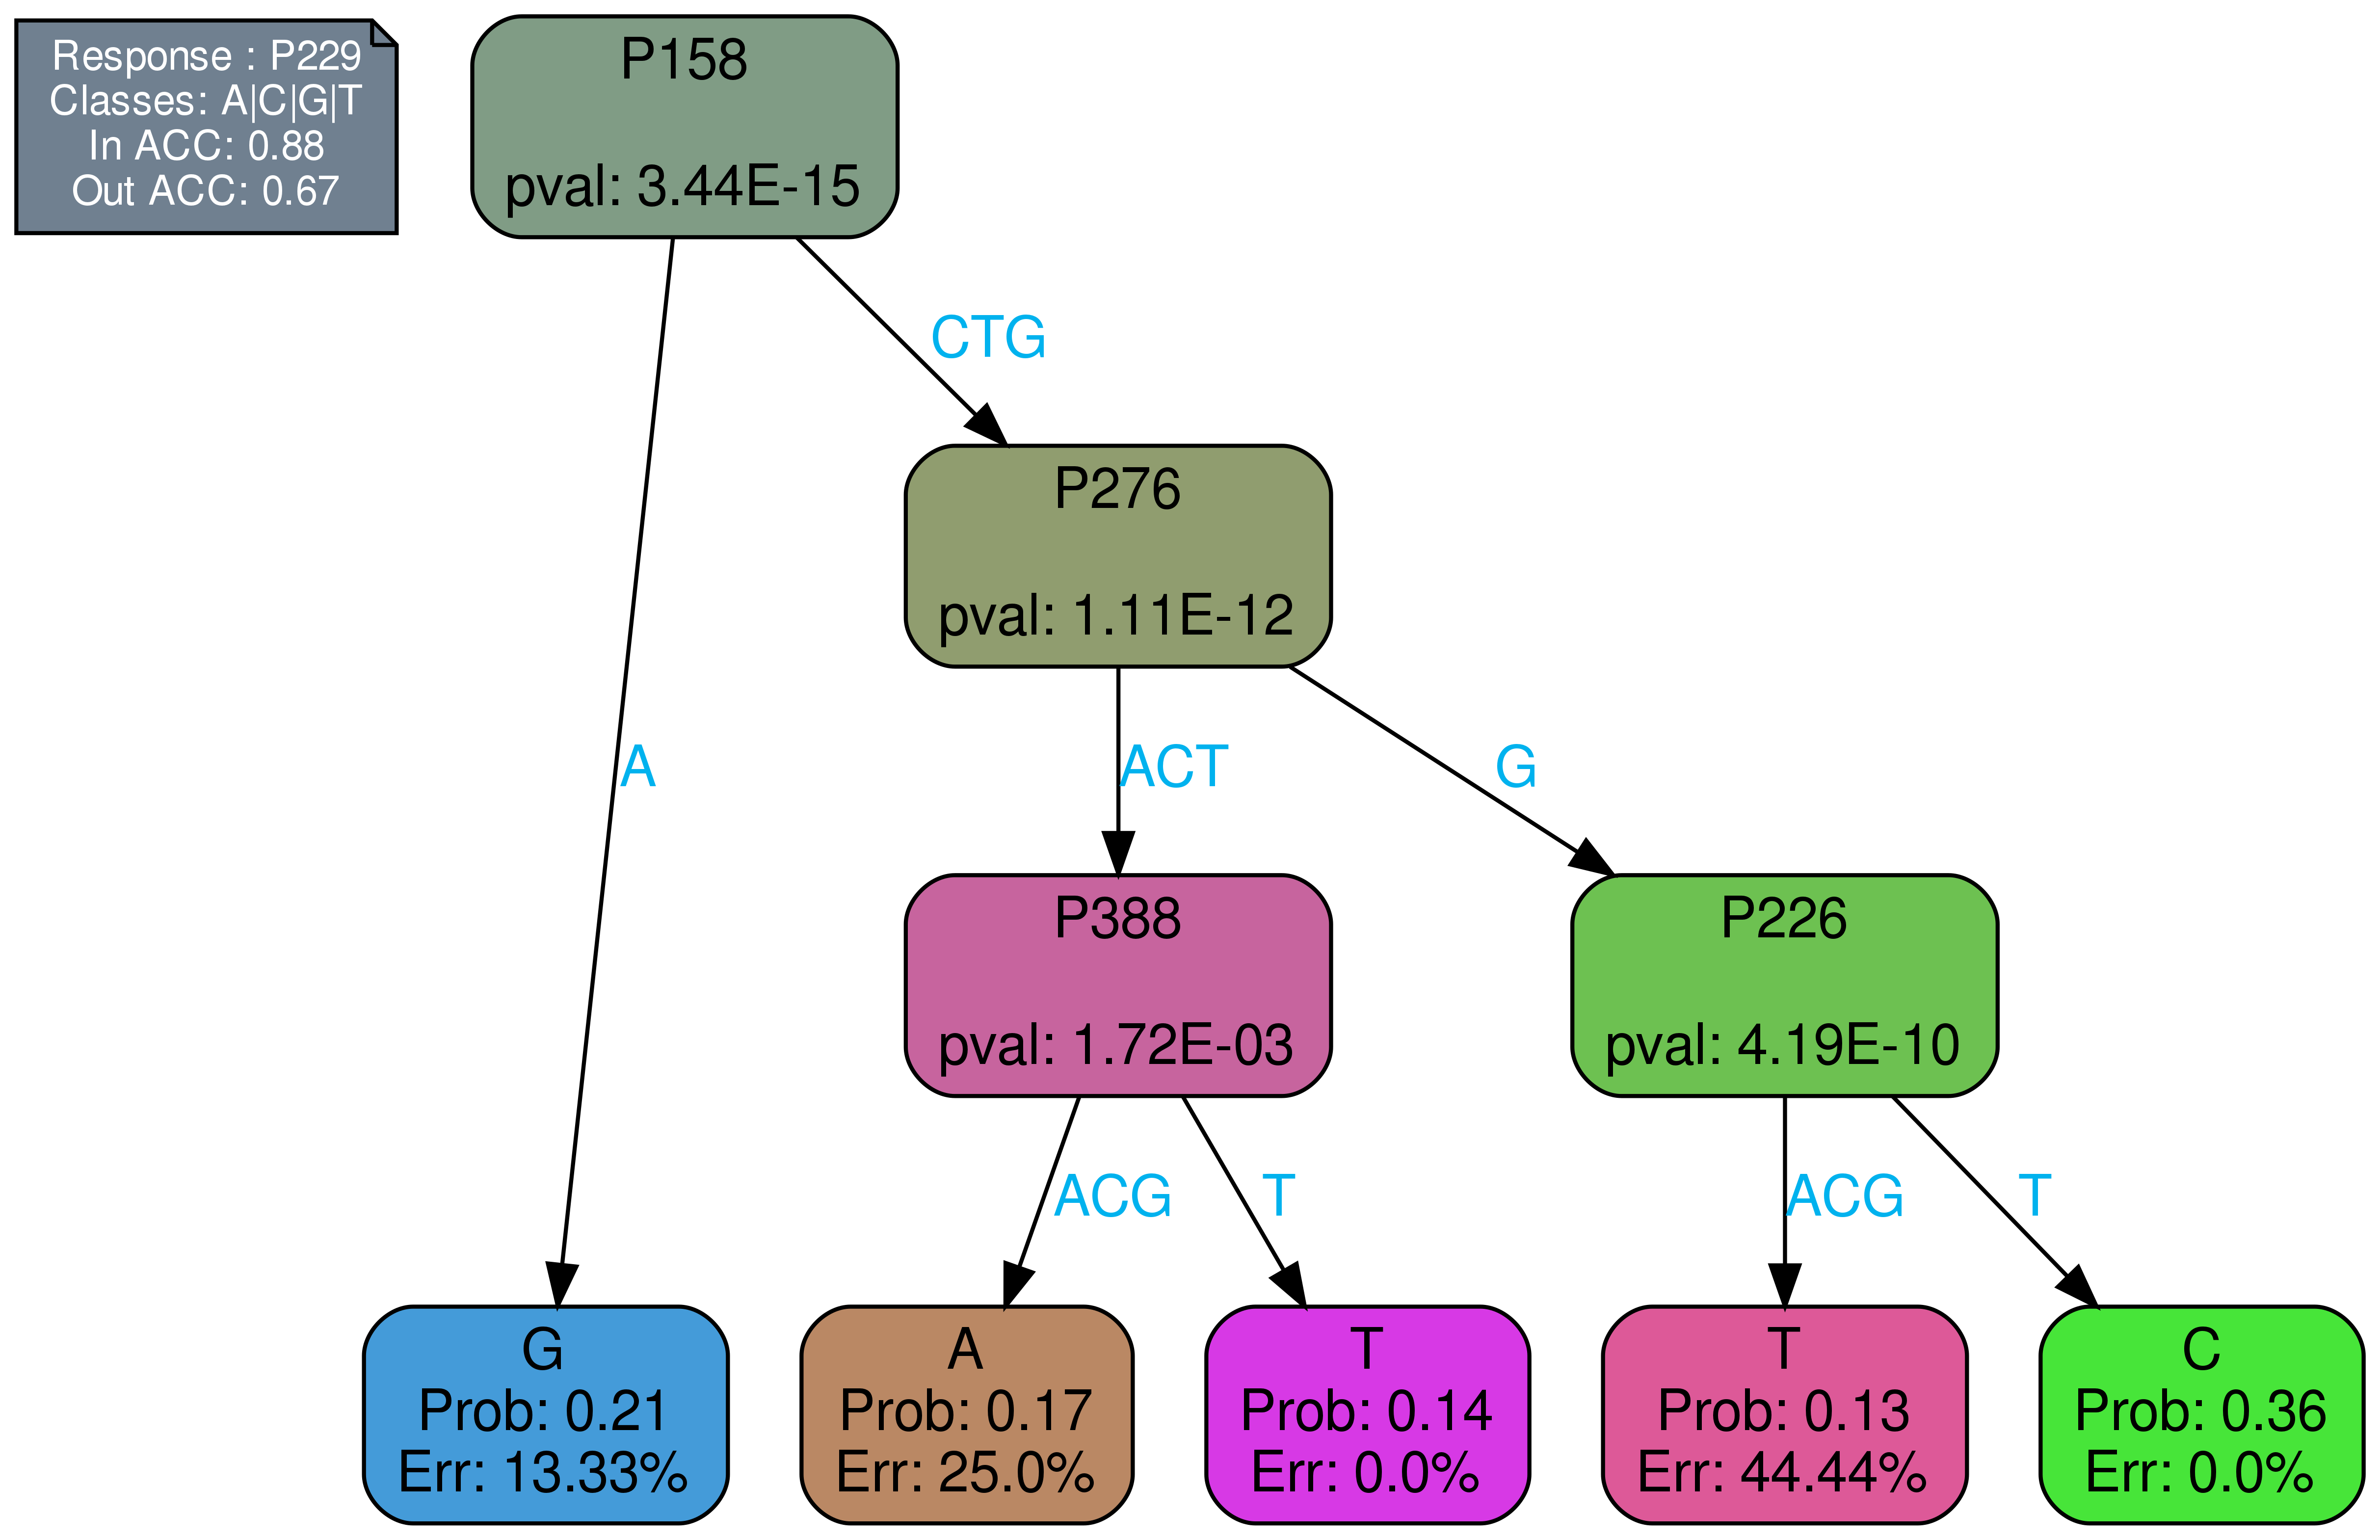 Response : P229
Classes: A|C|G|T
In ACC: 0.88
Out ACC: 0.67
P158
pval: 3.44E-15
CTG
P276
pval: 1.11E-12
A
ACT
G
P388
pval: 1.72E-03
P226
pval: 4.19E-10
ACG
T
ACG
T
G
Prob: 0.21
Err: 13.33%
A
Prob: 0.17
Err: 25.0%
T
Prob: 0.14
Err: 0.0%
T
Prob: 0.13
Err: 44.44%
C
Prob: 0.36
Err: 0.0%